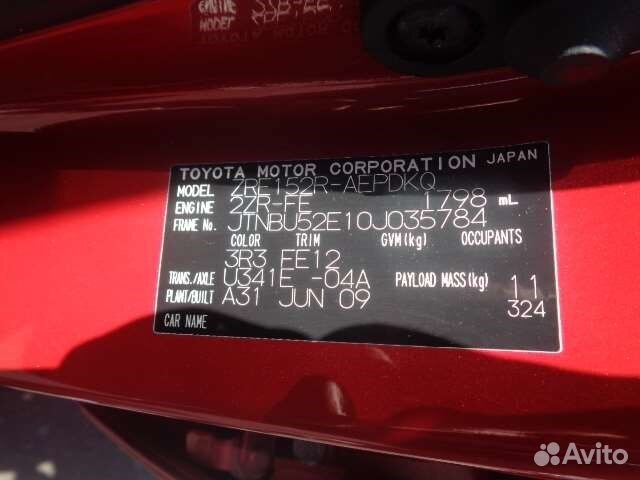 TOYOTA MOTOR CORPORATION JAPAN
MODEL ZRE152R-AEPDKQ
ENGINE 2ZR-FE 1798 mL
FRAME No. JTNBU52E10J035784
COLOR TRIM GVM(kg) OCCUPANTS
3R3 EE12
TRANS./AXLE U341E -04A PAYLOAD MASS(kg) 11
PLANT/BUILT A31 JUN 09 324
CAR NAME
Avito